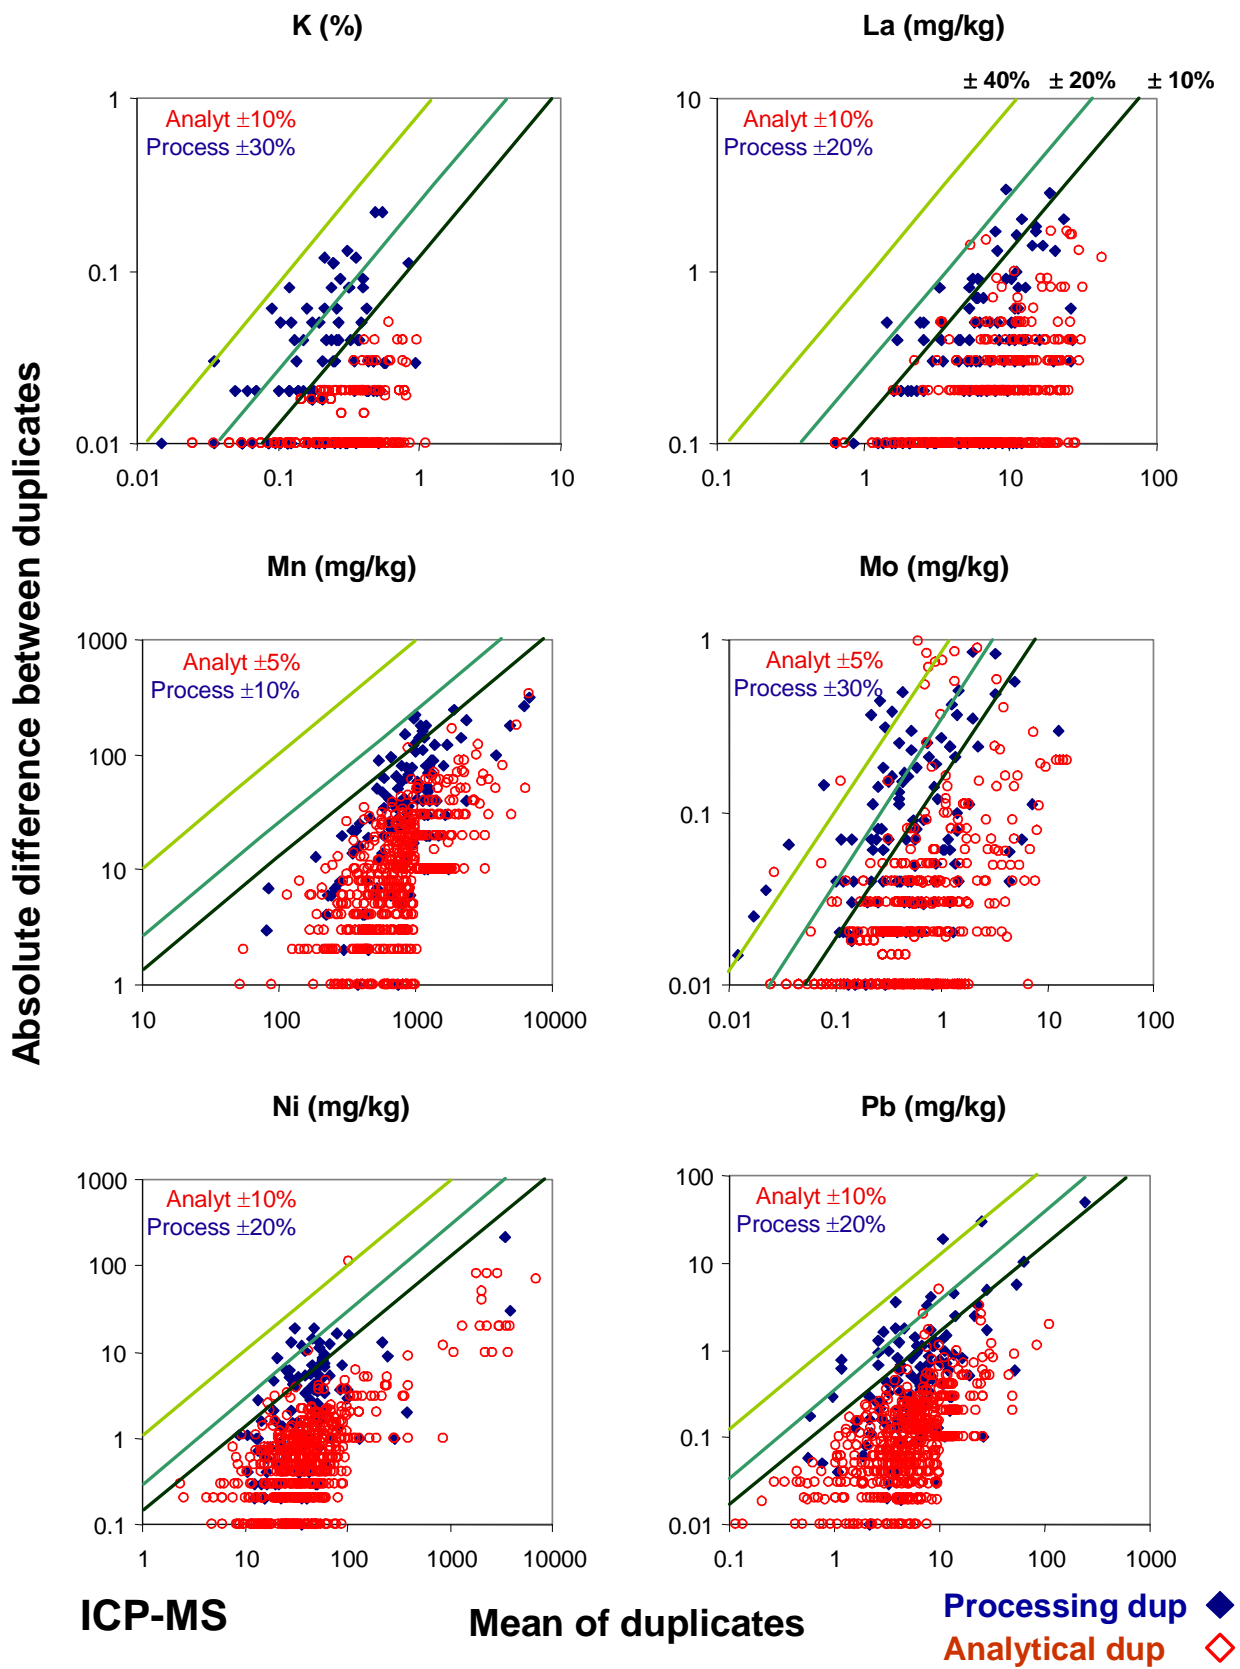 K (%)
La (mg/kg)
± 40% ± 20% ± 10%
1
0.1
0.01
0.01 0.1 1 10
Analyt ±10%
Process ±30%
10
1
0.1
0.1 1 10 100
Analyt ±10%
Process ±20%
Absolute difference between duplicates
Mn (mg/kg)
Mo (mg/kg)
1000
100
10
1
10 100 1000 10000
Analyt ±5%
Process ±10%
1
0.1
0.01
0.01 0.1 1 10 100
Analyt ±5%
Process ±30%
Ni (mg/kg)
Pb (mg/kg)
1000
100
10
1
0.1
1 10 100 1000 10000
Analyt ±10%
Process ±20%
100
10
1
0.1
0.01
0.1 1 10 100 1000
Analyt ±10%
Process ±20%
ICP-MS
Mean of duplicates
Processing dup
Analytical dup